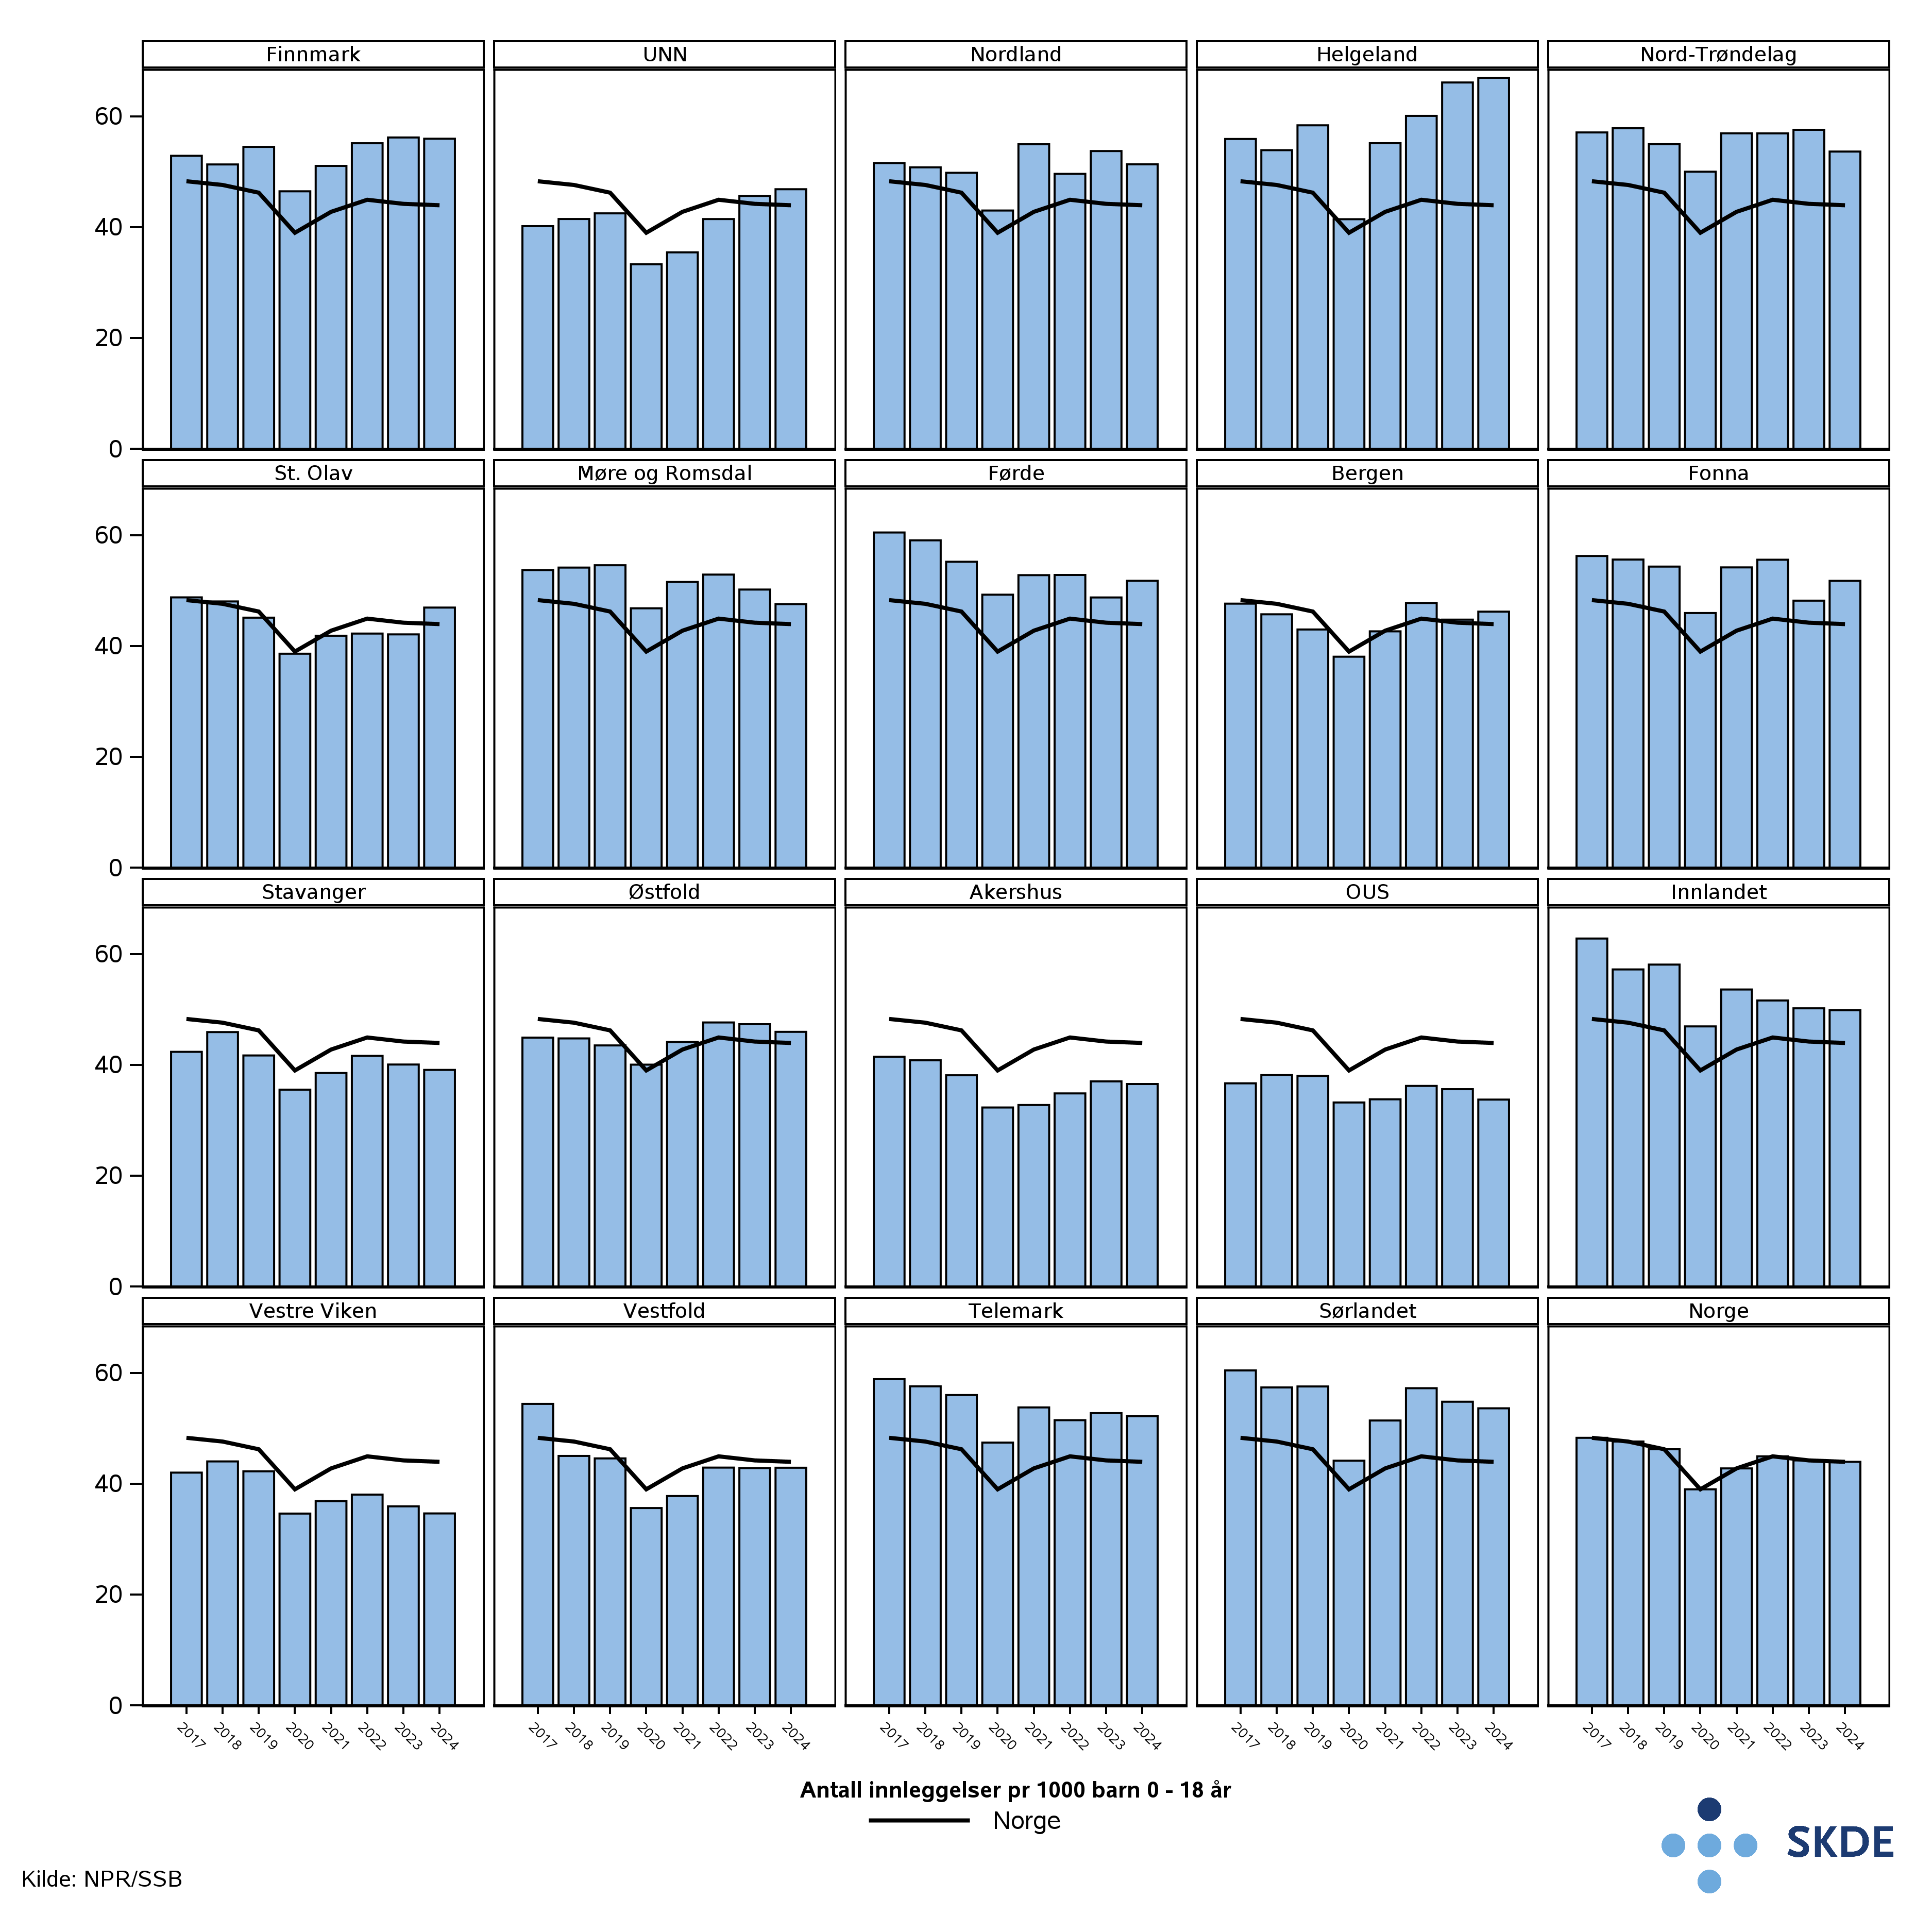 Finnmark UNN Nordland Helgeland Nord-Trøndelag
60
40
20
0
St. Olav Møre og Romsdal Førde Bergen Fonna
60
40
20
0
Stavanger Østfold Akershus OUS Innlandet
60
40
20
0
Vestre Viken Vestfold Telemark Sørlandet Norge
60
40
20
0
2017 2018 2019 2020 2021 2022 2023 2024 2017 2018 2019 2020 2021 2022 2023 2024 2017 2018 2019 2020 2021 2022 2023 2024 2017 2018 2019 2020 2021 2022 2023 2024 2017 2018 2019 2020 2021 2022 2023 2024
Antall innleggelser pr 1000 barn 0 - 18 år
Norge
SKDE
Kilde: NPR/SSB